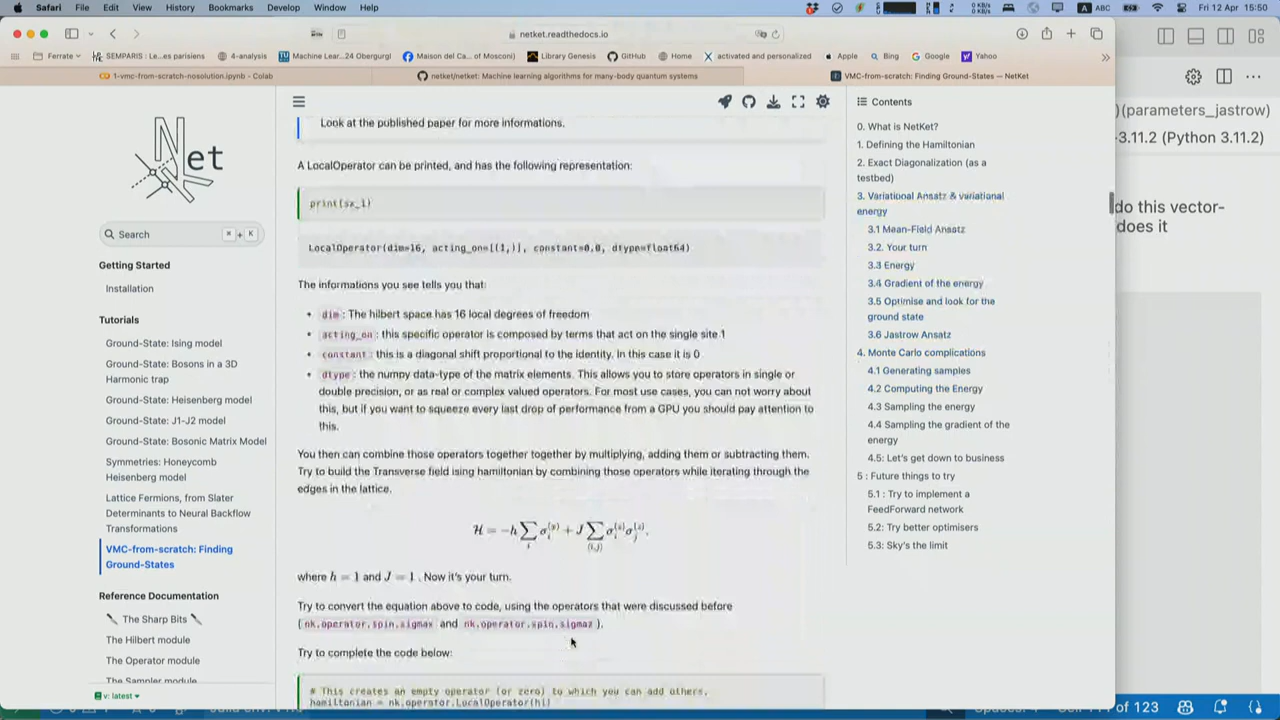 Safari File Edit View History Bookmarks Develop Window Help
0 KB/s
0 KB/s
A ABC
Fri 12 Apr 15:50
netket.readthedocs.io
Ferrate
SEMPARIS : Le...es parisiens
4-analysis
Machine Lear...24 Obergurgl
Maison del Ca... of Mosconi)
Library Genesis
GitHub
Home
activated and personalized
Apple
Bing
Google
Yahoo
1-vmc-from-scratch-nosolution.ipynb - Colab
netket/netket: Machine learning algorithms for many-body quantum systems
VMC-from-scratch: Finding Ground-States — NetKet
Net
Search
⌘ + K
Getting Started
Installation
Tutorials
Ground-State: Ising model
Ground-State: Bosons in a 3D
Harmonic trap
Ground-State: Heisenberg model
Ground-State: J1-J2 model
Ground-State: Bosonic Matrix Model
Symmetries: Honeycomb
Heisenberg model
Lattice Fermions, from Slater
Determinants to Neural Backflow
Transformations
VMC-from-scratch: Finding
Ground-States
Reference Documentation
The Sharp Bits
The Hilbert module
The Operator module
The Sampler module
v: latest
Look at the published paper for more informations.
A LocalOperator can be printed, and has the following representation:
print(sx_1)
LocalOperator(dim=16, acting_on=[(1,)], constant=0.0, dtype=float64)
The informations you see tells you that:
• dim : The hilbert space has 16 local degrees of freedom
• acting_on : this specific operator is composed by terms that act on the single site 1
• constant : this is a diagonal shift proportional to the identity. In this case it is 0
• dtype : the numpy data-type of the matrix elements. This allows you to store operators in single or
double precision, or as real or complex valued operators. For most use cases, you can not worry about
this, but if you want to squeeze every last drop of performance from a GPU you should pay attention to
this.
You then can combine those operators together together by multiplying, adding them or subtracting them.
Try to build the Transverse field ising hamiltonian by combining those operators while iterating through the
edges in the lattice.
where h = 1 and J = 1 . Now it's your turn.
Try to convert the equation above to code, using the operators that were discussed before
( nk.operator.spin.sigmax and nk.operator.spin.sigmaz ).
Try to complete the code below:
# This creates an empty operator (or zero) to which you can add others.
hamiltonian = nk.operator.LocalOperator(hi)
Contents
0. What is NetKet?
1. Defining the Hamiltonian
2. Exact Diagonalization (as a
testbed)
3. Variational Ansatz & variational
energy
3.1 Mean-Field Ansatz
3.2. Your turn
3.3 Energy
3.4 Gradient of the energy
3.5 Optimise and look for the
ground state
3.6 Jastrow Ansatz
4. Monte Carlo complications
4.1 Generating samples
4.2 Computing the Energy
4.3 Sampling the energy
4.4 Sampling the gradient of the
energy
4.5: Let's get down to business
5 : Future things to try
5.1 : Try to implement a
FeedForward network
5.2: Try better optimisers
5.3: Sky's the limit
)(parameters_jastrow)
-3.11.2 (Python 3.11.2)
do this vector-
does it
of 123